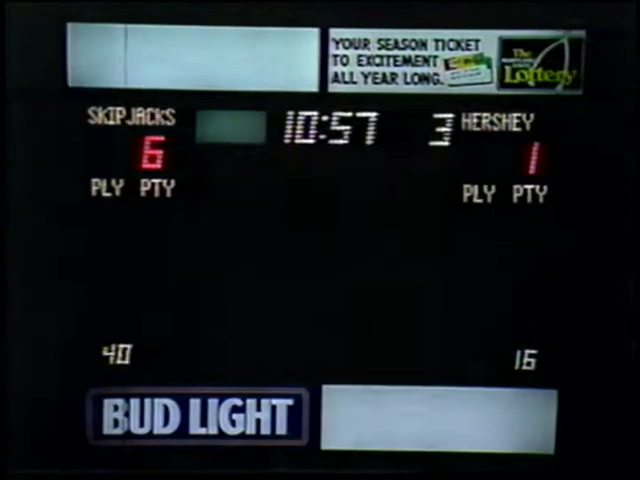 YOUR SEASON TICKET
TO EXCITEMENT
ALL YEAR LONG.
The
Lottery
SKIPJACKS 10:57 3 HERSHEY
6 1
PLY PTY PLY PTY
40 16
BUD LIGHT